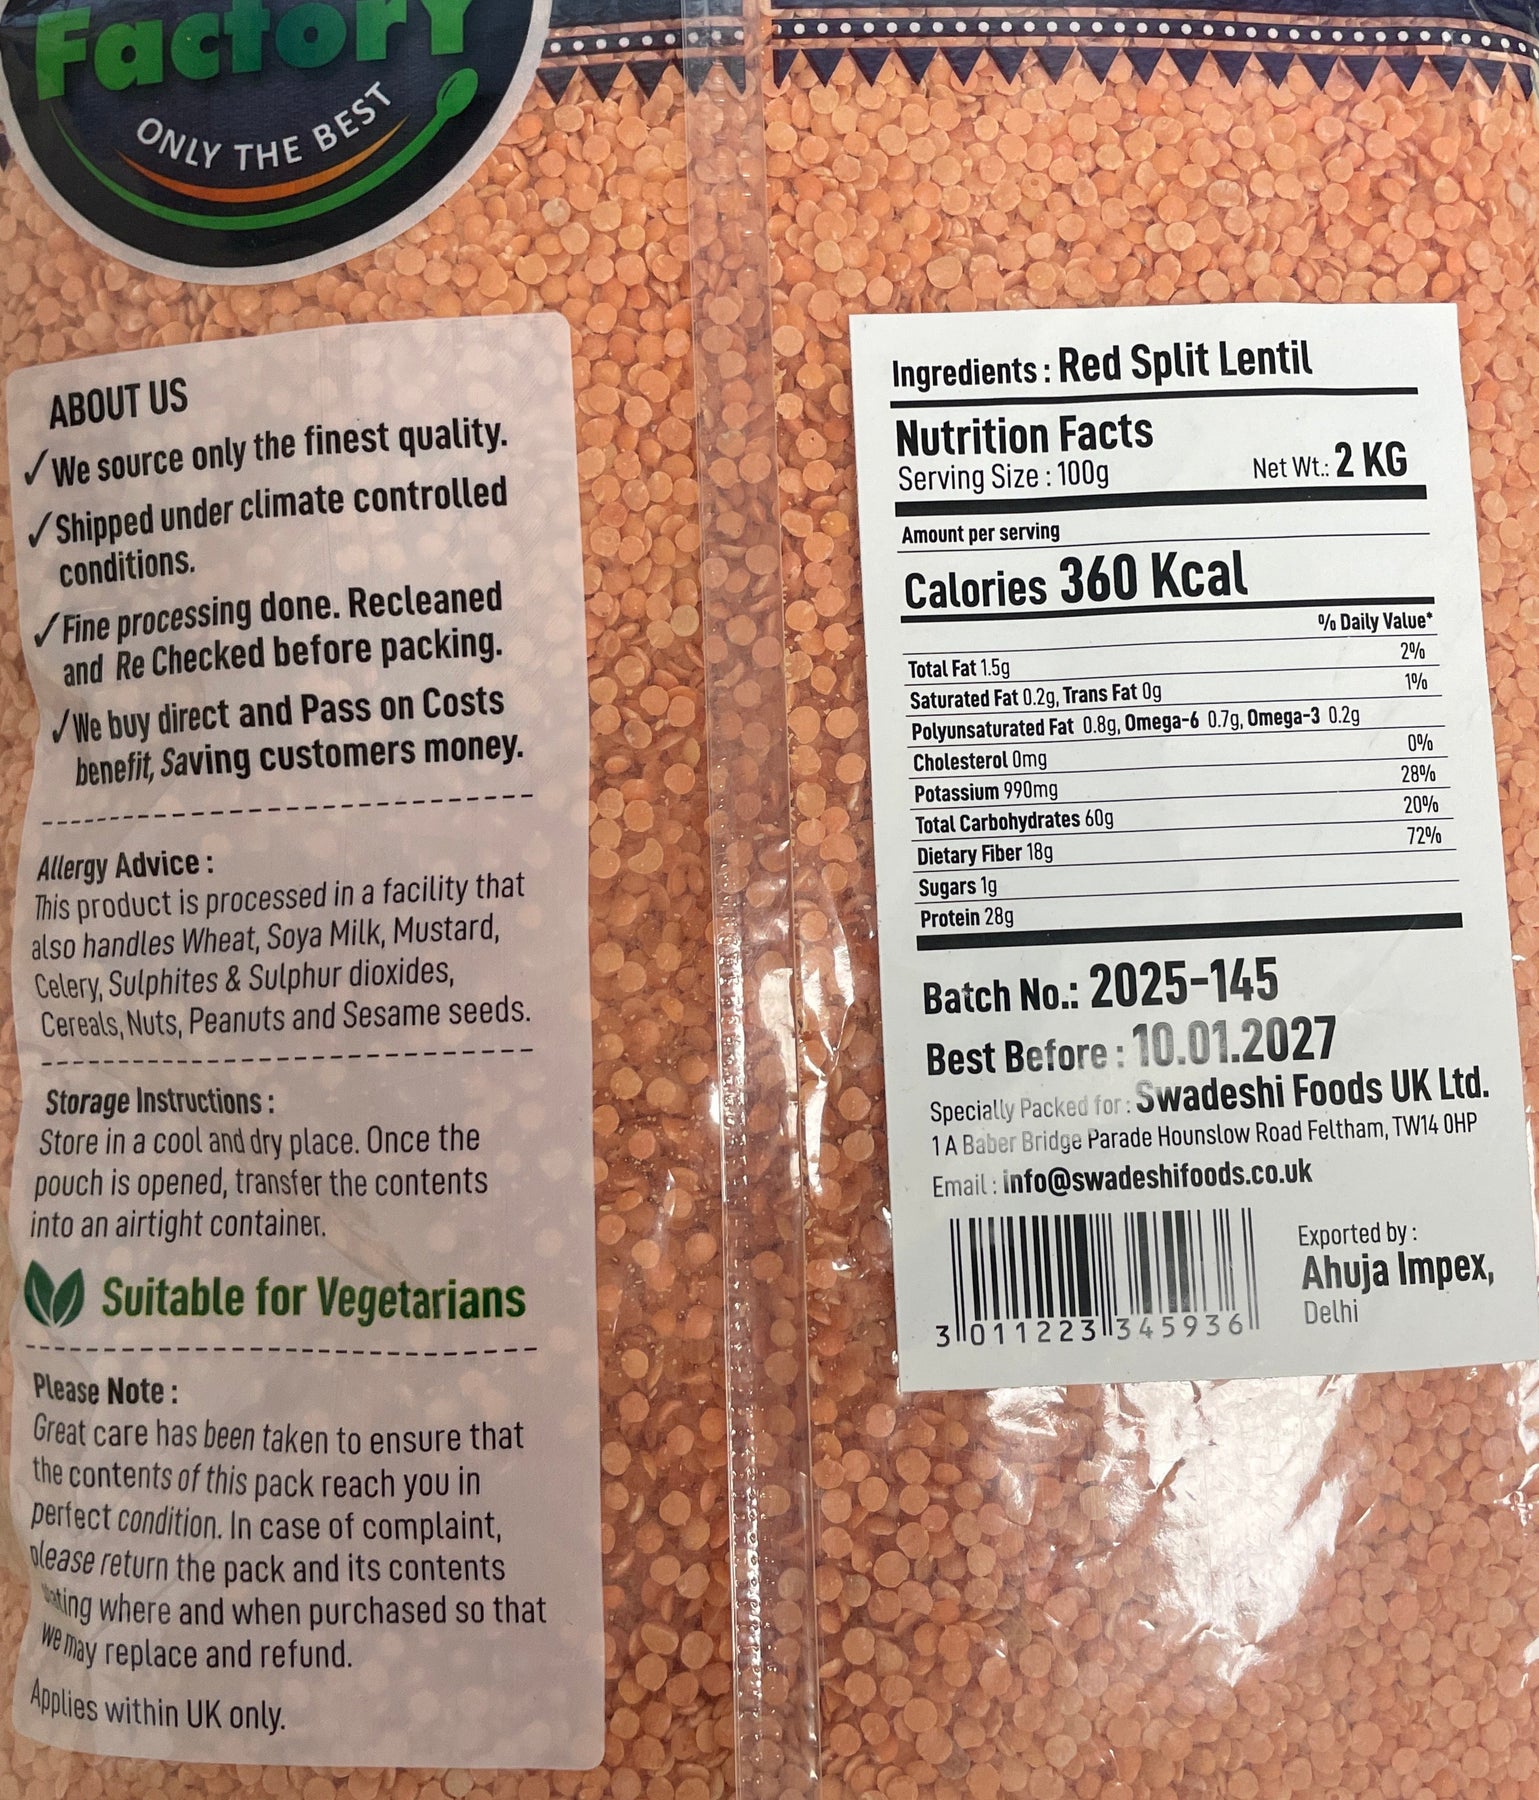 Factory
ONLY THE BEST
ABOUT US
✓ We source only the finest quality.
✓ Shipped under climate controlled
conditions.
✓ Fine processing done. Recleaned
and Re Checked before packing.
✓ We buy direct and Pass on Costs
benefit, Saving customers money.
Allergy Advice :
This product is processed in a facility that
also handles Wheat, Soya Milk, Mustard,
Celery, Sulphites & Sulphur dioxides,
Cereals, Nuts, Peanuts and Sesame seeds.
Storage Instructions :
Store in a cool and dry place. Once the
pouch is opened, transfer the contents
into an airtight container.
Suitable for Vegetarians
Please Note :
Great care has been taken to ensure that
the contents of this pack reach you in
perfect condition. In case of complaint,
please return the pack and its contents
stating where and when purchased so that
we may replace and refund.
Applies within UK only.
Ingredients : Red Split Lentil
Nutrition Facts
Serving Size : 100g Net Wt.: 2 KG
Amount per serving
Calories 360 Kcal
% Daily Value*
Total Fat 1.5g 2%
Saturated Fat 0.2g, Trans Fat 0g 1%
Polyunsaturated Fat 0.8g, Omega-6 0.7g, Omega-3 0.2g
Cholesterol 0mg 0%
Potassium 990mg 28%
Total Carbohydrates 60g 20%
Dietary Fiber 18g 72%
Sugars 1g
Protein 28g
Batch No.: 2025-145
Best Before : 10.01.2027
Specially Packed for : Swadeshi Foods UK Ltd.
1 A Baber Bridge Parade Hounslow Road Feltham, TW14 0HP
Email : info@swadeshifoods.co.uk
3 011223 345936
Exported by :
Ahuja Impex,
Delhi